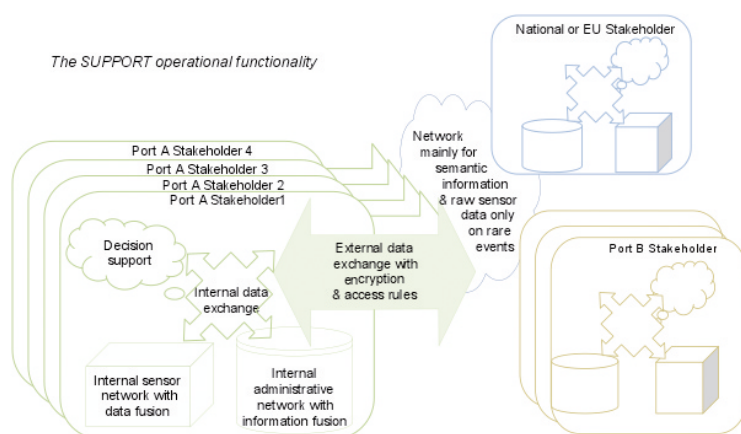 The SUPPORT operational functionality
National or EU Stakeholder
Port A Stakeholder 4
Port A Stakeholder 3
Port A Stakeholder 2
Port A Stakeholder1
Network
mainly for
semantic
information
& raw sensor
data only
on rare
events
Decision
support
Internal data
exchange
External data
exchange with
encryption
& access rules
Port B Stakeholder
Internal sensor
network with
data fusion
Internal
administrative
network with
information fusion